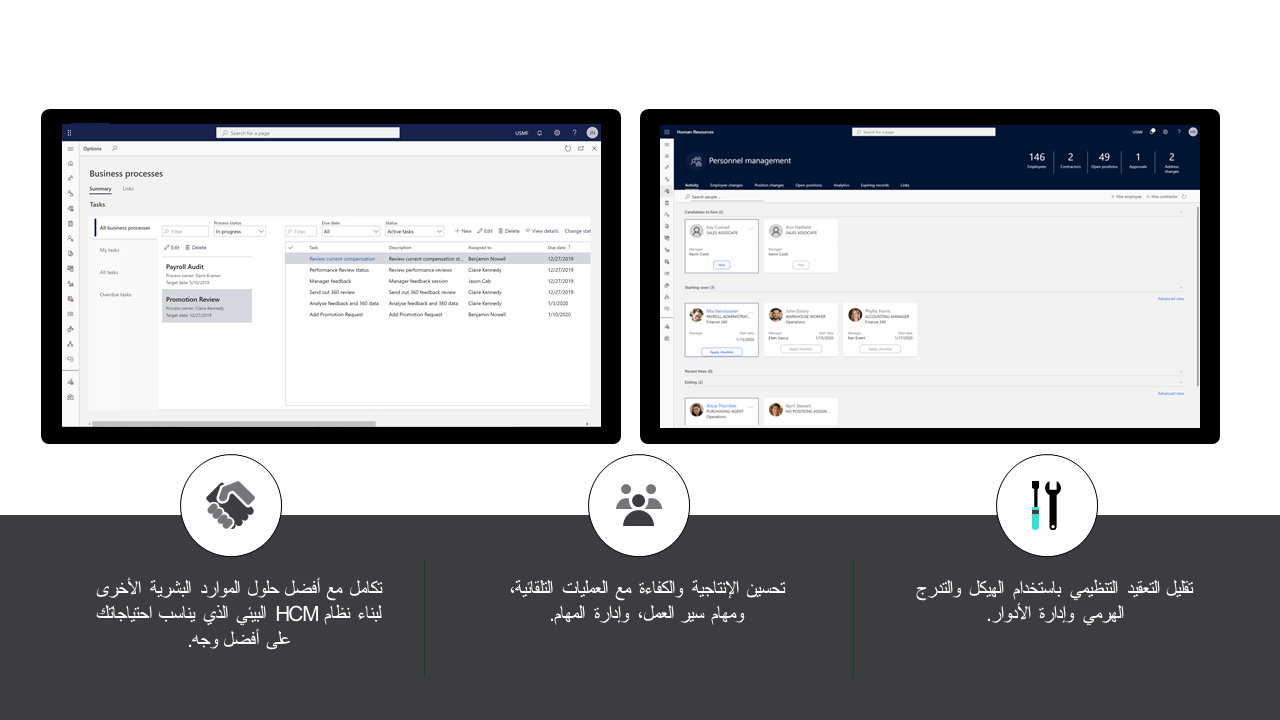 Search for a page
USMF
?
JN
Options
Business processes
Summary
Links
Tasks
All business processes
My tasks
All tasks
Overdue tasks
Filter
Process status
In progress
Edit
Delete
Payroll Audit
Process owner: Darin Kramer
Target date: 5/10/2019
Promotion Review
Process owner: Claire Kennedy
Target date: 12/27/2019
Filter
Due date
All
Status
Active tasks
+ New
Edit
Delete
View details
Change stat
Task Description Assigned to Due date ↑
Review current compensation Review current compensation st... Benjamin Nowell 12/27/2019
Performance Review status Review performance reviews Claire Kennedy 12/27/2019
Manager feedback Manager feedback session Jason Cab 12/27/2019
Send out 360 review Send out 360 feedback review Claire Kennedy 12/27/2019
Analyse feedback and 360 data Analyse feedback and 360 data Claire Kennedy 1/3/2020
Add Promotion Request Add Promotion Request Benjamin Nowell 1/10/2020
Human Resources
Search for a page
USMF
?
Personnel management
146 Employees
2 Contractors
49 Open positions
1 Approvals
2 Address changes
Activity Employee changes Position changes Open positions Analytics Expiring records Links
Search people...
+ Hire employee + Hire contractor
Candidates to hire (2)
Kay Conrad
SALES ASSOCIATE
Manager
Kevin Cook
Hire
Ann Hatfield
SALES ASSOCIATE
Manager
Kevin Cook
Hire
Starting soon (3)
Advanced view
Mia Vanclooster
PAYROLL ADMINISTRAT...
Finance 240
Manager
Start date
1/15/2020
Apply checklist
John Emory
WAREHOUSE WORKER
Operations
Manager
Ellen Gasca
Start date
1/15/2020
Apply checklist
Phyllis Harris
ACCOUNTING MANAGER
Finance 240
Manager
Ken Ewert
Start date
1/17/2020
Apply checklist
Recent hires (0)
Exiting (2)
Advanced view
Alicia Thornber
PURCHASING AGENT
Operations
April Stewart
NO POSITIONS ASSIGN...
تقليل التعقيد التنظيمي باستخدام الهيكل والتدرج
الهرمي وإدارة الأدوار.
تحسين الإنتاجية والكفاءة مع العمليات التلقائية،
ومهام سير العمل، وإدارة المهام.
تكامل مع أفضل حلول الموارد البشرية الأخرى
لبناء نظام HCM البيئي الذي يناسب احتياجاتك
على أفضل وجه.